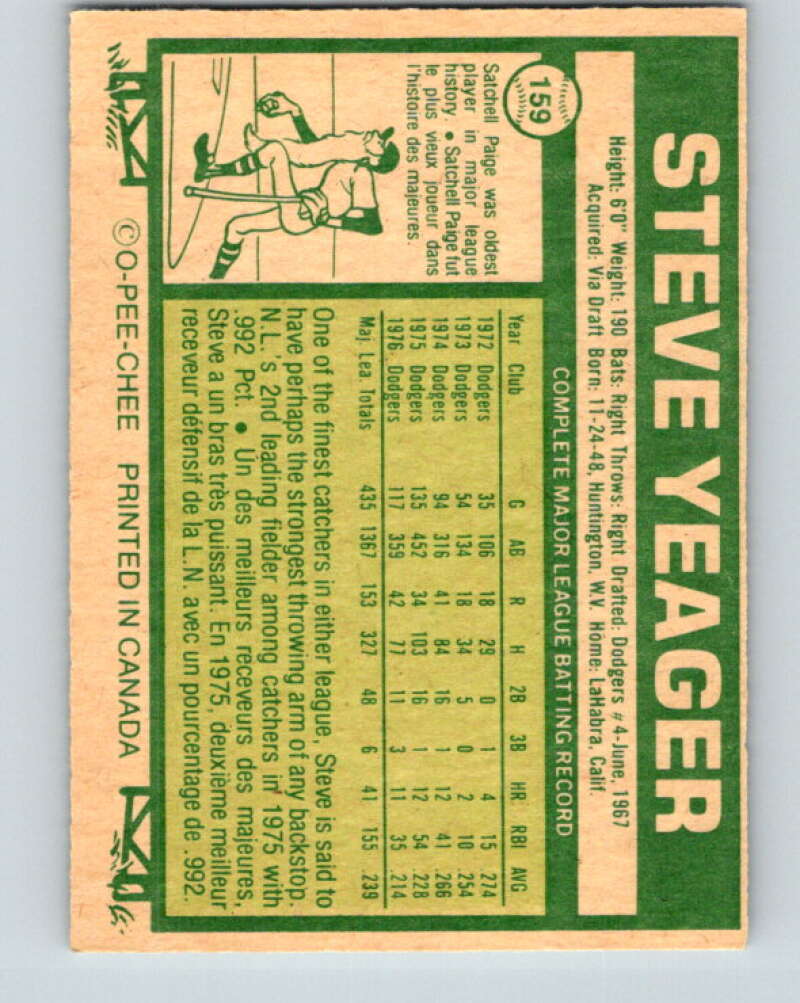 STEVE YEAGER
Height: 6'0" Weight: 190 Bats: Right Throws: Right Drafted: Dodgers #4-June, 1967
Acquired: Via Draft Born: 11-24-48, Huntington, W.V. Home: LaHabra, Calif.
159
COMPLETE MAJOR LEAGUE BATTING RECORD
Satchell Paige was oldest
player in major league
history. • Satchell Paige fut
le plus vieux joueur dans
l'histoire des majeures.
Year Club G AB R H 2B 3B HR RBI AVG
1972 Dodgers 35 106 18 29 0 1 4 15 .274
1973 Dodgers 54 134 18 34 5 0 2 10 .254
1974 Dodgers 94 316 41 84 16 1 12 41 .266
1975 Dodgers 135 452 34 103 16 1 12 54 .228
1976 Dodgers 117 359 42 77 11 3 11 35 .214
Maj. Lea. Totals 435 1367 153 327 48 6 41 155 .239
One of the finest catchers in either league, Steve is said to
have perhaps the strongest throwing arm of any backstop.
N.L.'s 2nd leading fielder among catchers in 1975 with
.992 Pct. • Un des meilleurs receveurs des majeures,
Steve a un bras très puissant. En 1975, deuxième meilleur
receveur défensif de la L.N. avec un pourcentage de .992.
© O-PEE-CHEE PRINTED IN CANADA